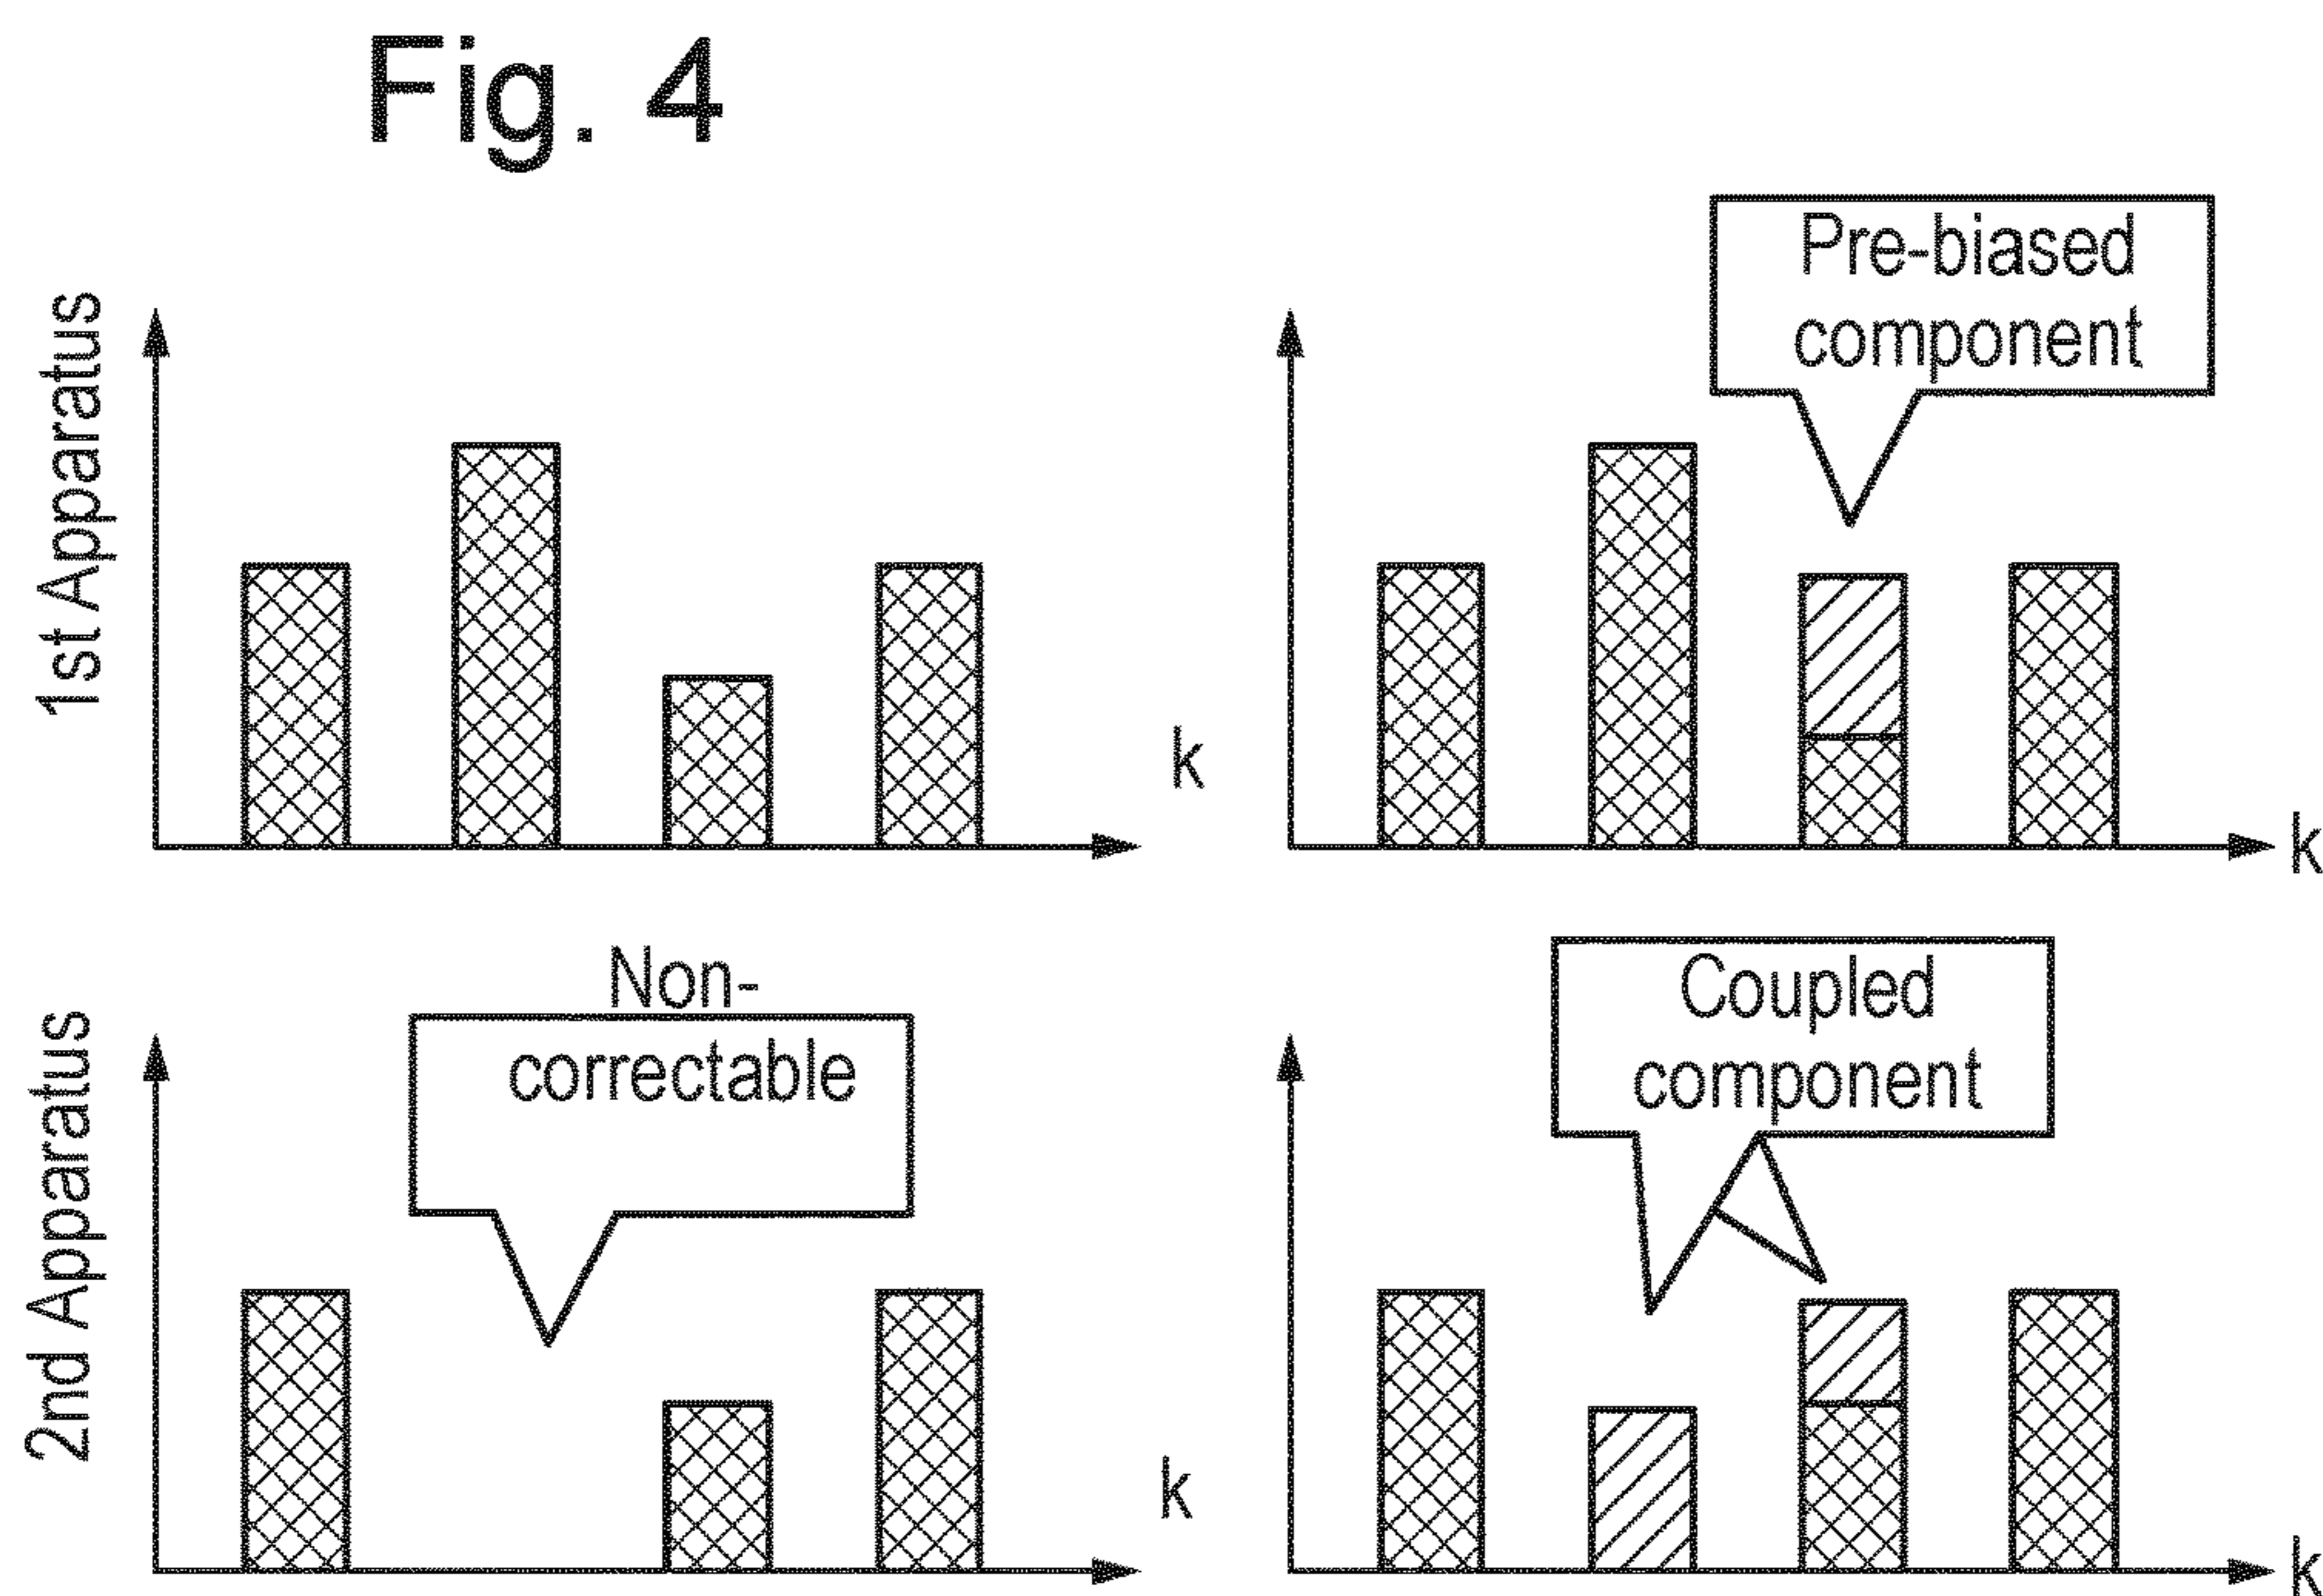 Fig. 4
1st Apparatus
k
Pre-biased
component
k
2nd Apparatus
Non-
correctable
k
Coupled
component
k